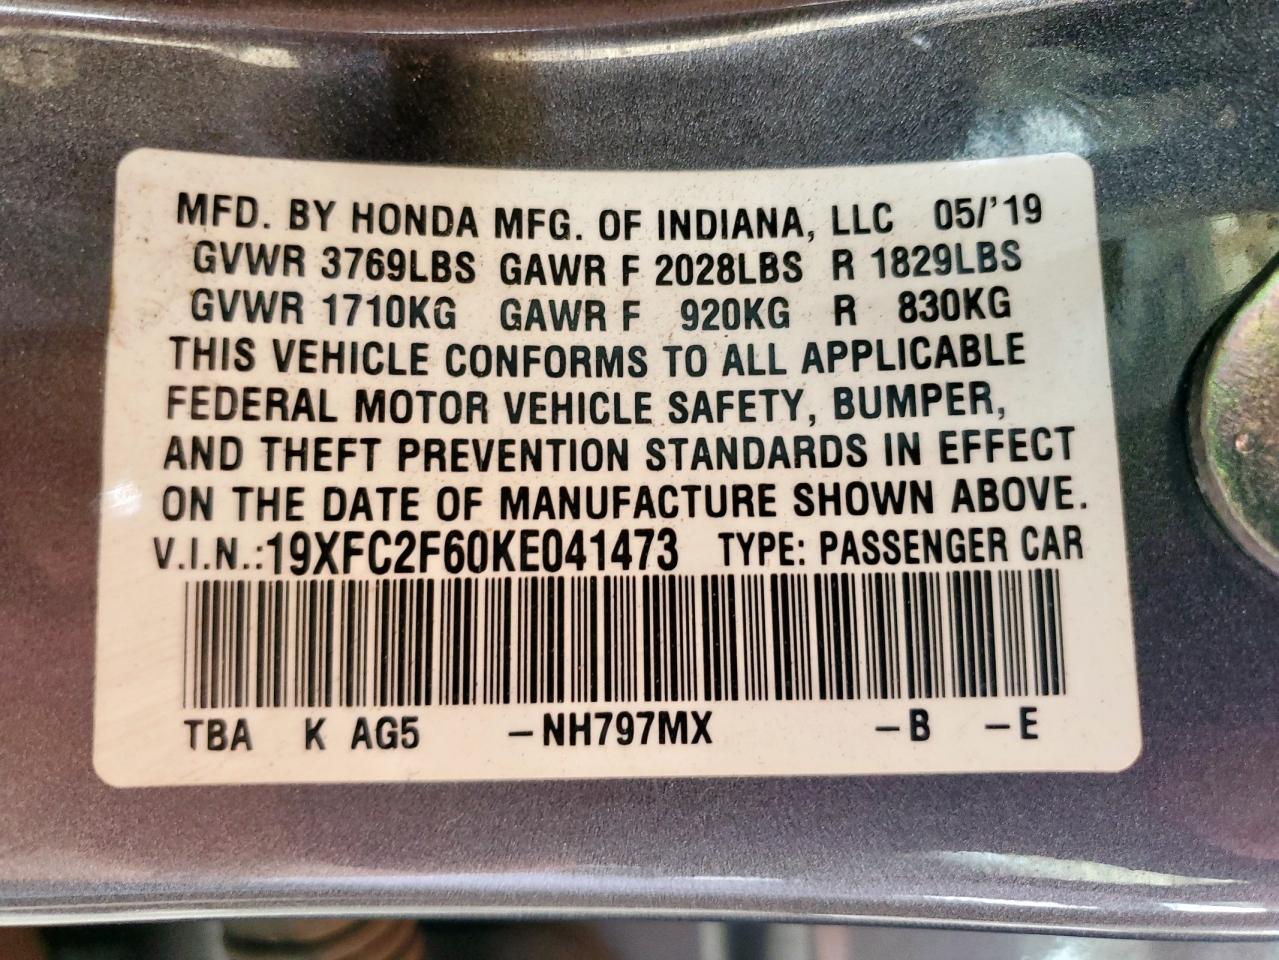 MFD. BY HONDA MFG. OF INDIANA, LLC 05/'19
GVWR 3769LBS GAWR F 2028LBS R 1829LBS
GVWR 1710KG GAWR F 920KG R 830KG
THIS VEHICLE CONFORMS TO ALL APPLICABLE
FEDERAL MOTOR VEHICLE SAFETY, BUMPER,
AND THEFT PREVENTION STANDARDS IN EFFECT
ON THE DATE OF MANUFACTURE SHOWN ABOVE.
V.I.N.:19XFC2F60KE041473 TYPE: PASSENGER CAR
TBA K AG5 –NH797MX –B –E